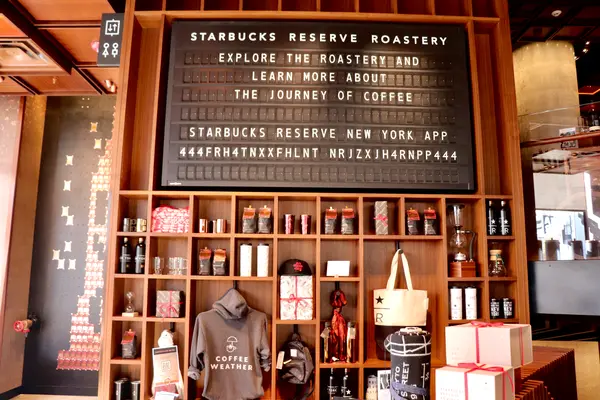 STARBUCKS RESERVE ROASTERY
EXPLORE THE ROASTERY AND
LEARN MORE ABOUT
THE JOURNEY OF COFFEE
STARBUCKS RESERVE NEW YORK APP
444FRH4TNXXFHLNT NRJZXJH4RNPP444
COFFEE
WEATHER
R